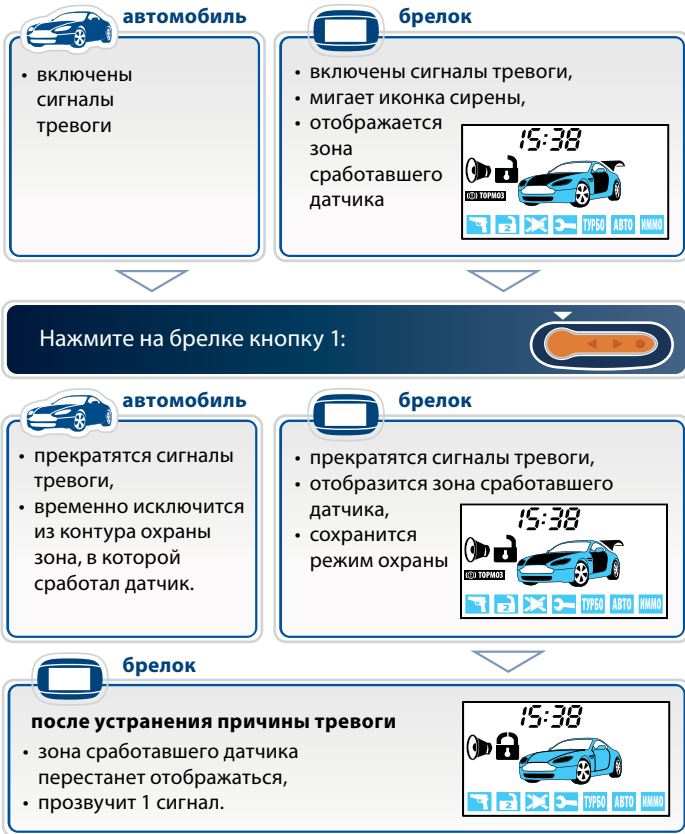 автомобиль
• включены
сигналы
тревоги
брелок
• включены сигналы тревоги,
• мигает иконка сирены,
• отображается
зона
сработавшего
датчика
15:38
(!) ТОРМОЗ
2
ТУРБО АВТО ИММО
Нажмите на брелке кнопку 1:
автомобиль
• прекратятся сигналы
тревоги,
• временно исключится
из контура охраны
зона, в которой
сработал датчик.
брелок
• прекратятся сигналы тревоги,
• отобразится зона сработавшего
датчика,
• сохранится
режим охраны
15:38
(!) ТОРМОЗ
2
ТУРБО АВТО ИММО
брелок
после устранения причины тревоги
• зона сработавшего датчика
перестанет отображаться,
• прозвучит 1 сигнал.
15:38
2
ТУРБО АВТО ИММО